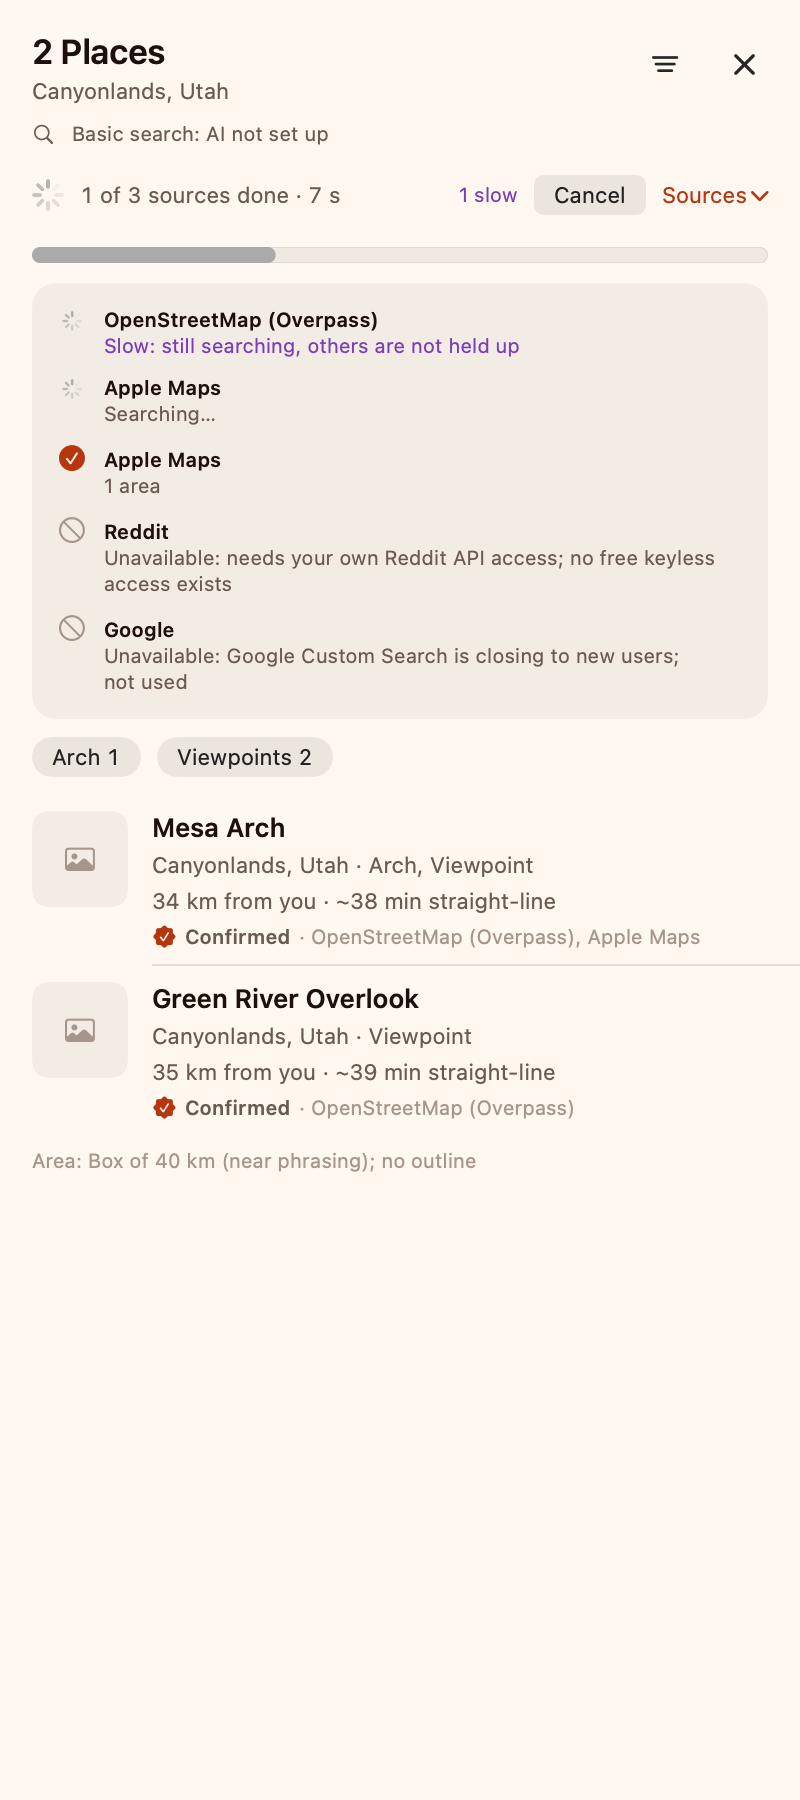 2 Places
Canyonlands, Utah
Basic search: AI not set up
1 of 3 sources done · 7 s
1 slow
Cancel
Sources
OpenStreetMap (Overpass)
Slow: still searching, others are not held up
Apple Maps
Searching…
Apple Maps
1 area
Reddit
Unavailable: needs your own Reddit API access; no free keyless
access exists
Google
Unavailable: Google Custom Search is closing to new users;
not used
Arch 1
Viewpoints 2
Mesa Arch
Canyonlands, Utah · Arch, Viewpoint
34 km from you · ~38 min straight-line
Confirmed · OpenStreetMap (Overpass), Apple Maps
Green River Overlook
Canyonlands, Utah · Viewpoint
35 km from you · ~39 min straight-line
Confirmed · OpenStreetMap (Overpass)
Area: Box of 40 km (near phrasing); no outline